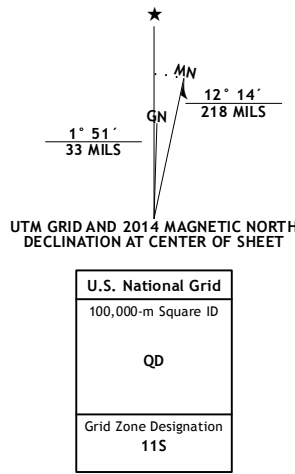 ★
MN
GN
12° 14´
218 MILS
1° 51´
33 MILS
UTM GRID AND 2014 MAGNETIC NORTH
DECLINATION AT CENTER OF SHEET
U.S. National Grid
100,000-m Square ID
QD
Grid Zone Designation
11S